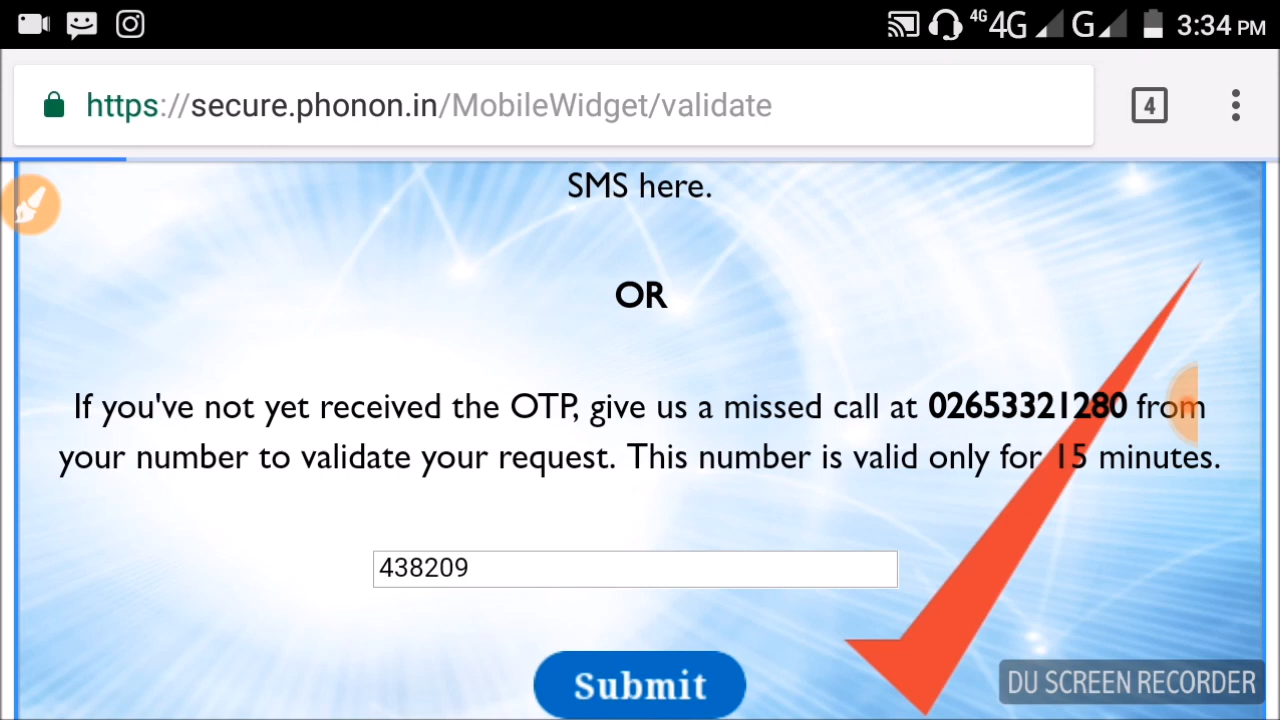 4G 4G G 3:34 PM
https://secure.phonon.in/MobileWidget/validate 4
SMS here.
OR
If you've not yet received the OTP, give us a missed call at 02653321280 from
your number to validate your request. This number is valid only for 15 minutes.
438209
Submit
DU SCREEN RECORDER